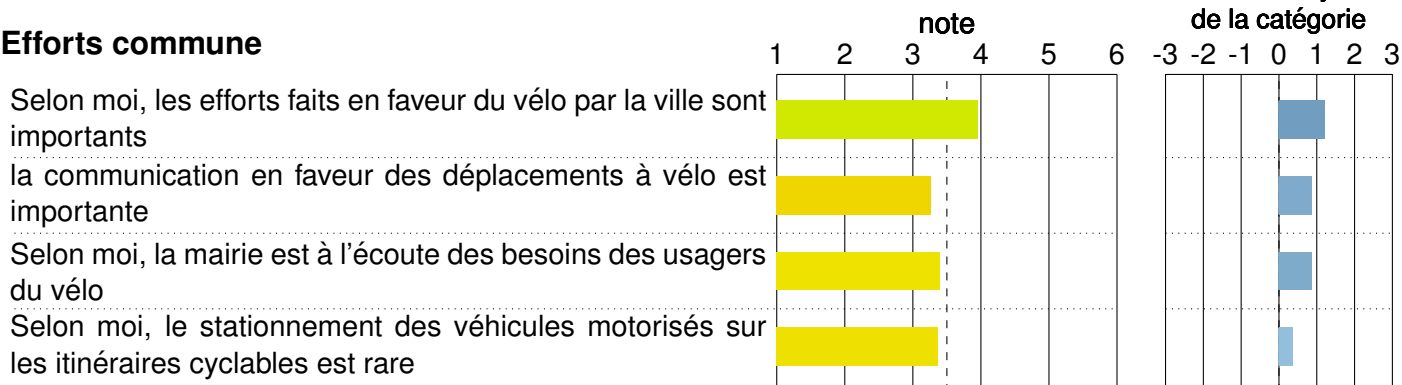 note
de la catégorie
Efforts commune
1 2 3 4 5 6
-3 -2 -1 0 1 2 3
Selon moi, les efforts faits en faveur du vélo par la ville sont
importants
la communication en faveur des déplacements à vélo est
importante
Selon moi, la mairie est à l'écoute des besoins des usagers
du vélo
Selon moi, le stationnement des véhicules motorisés sur
les itinéraires cyclables est rare